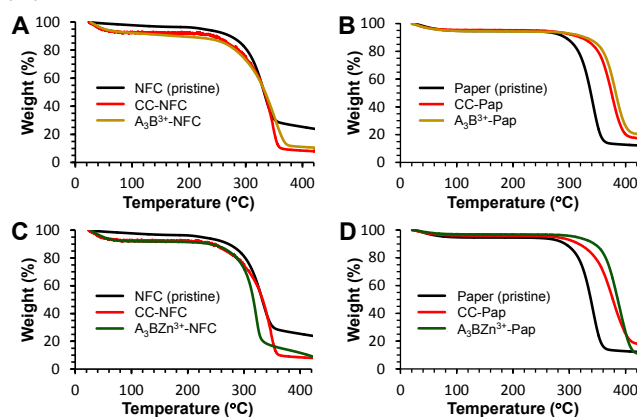 A
Weight (%)
100
80
60
40
20
0
NFC (pristine)
CC-NFC
A₃B³⁺-NFC
0 100 200 300 400
Temperature (ºC)
B
Weight (%)
100
80
60
40
20
0
Paper (pristine)
CC-Pap
A₃B³⁺-Pap
0 100 200 300 400
Temperature (ºC)
C
Weight (%)
100
80
60
40
20
0
NFC (pristine)
CC-NFC
A₃BZn³⁺-NFC
0 100 200 300 400
Temperature (ºC)
D
Weight (%)
100
80
60
40
20
0
Paper (pristine)
CC-Pap
A₃BZn³⁺-Pap
0 100 200 300 400
Temperature (ºC)